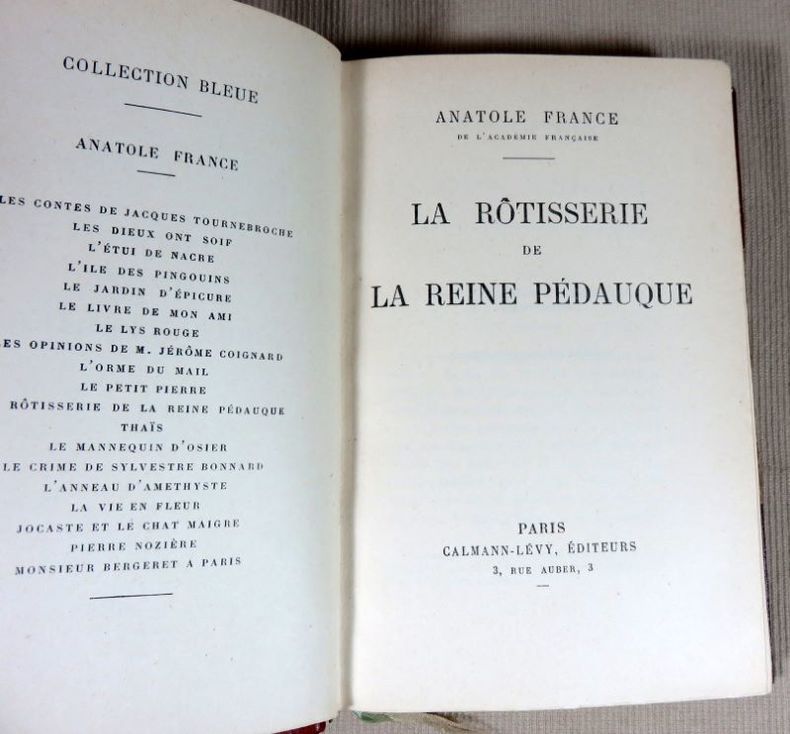 COLLECTION BLEUE
ANATOLE FRANCE
LES CONTES DE JACQUES TOURNEBROCHE
LES DIEUX ONT SOIF
L'ÉTUI DE NACRE
L'ILE DES PINGOUINS
LE JARDIN D'ÉPICURE
LE LIVRE DE MON AMI
LE LYS ROUGE
LES OPINIONS DE M. JÉRÔME COIGNARD
L'ORME DU MAIL
LE PETIT PIERRE
RÔTISSERIE DE LA REINE PÉDAUQUE
THAÏS
LE MANNEQUIN D'OSIER
LE CRIME DE SYLVESTRE BONNARD
L'ANNEAU D'AMETHYSTE
LA VIE EN FLEUR
JOCASTE ET LE CHAT MAIGRE
PIERRE NOZIÈRE
MONSIEUR BERGERET A PARIS
ANATOLE FRANCE
DE L'ACADÉMIE FRANÇAISE
LA RÔTISSERIE
DE
LA REINE PÉDAUQUE
PARIS
CALMANN-LÉVY, ÉDITEURS
3, RUE AUBER, 3